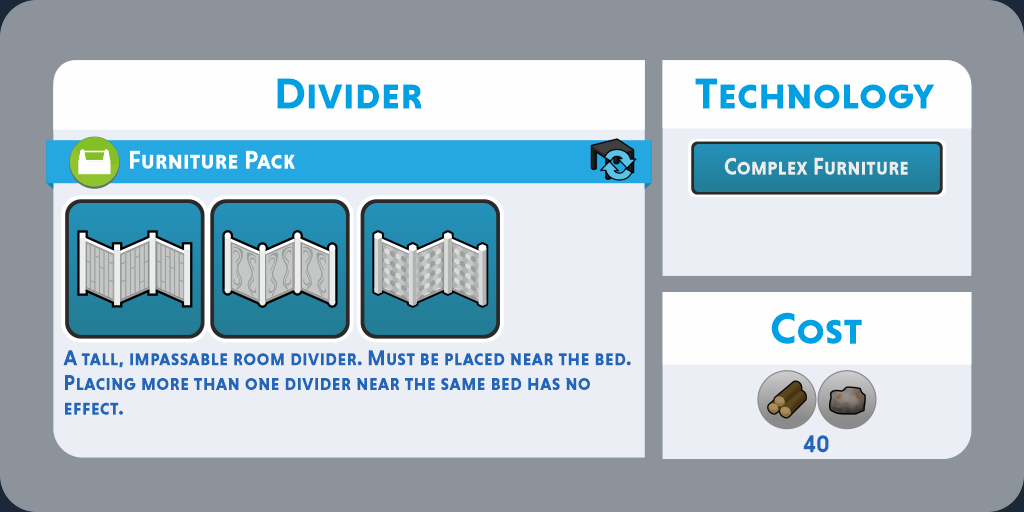 Divider
Furniture Pack
A tall, impassable room divider. Must be placed near the bed.
Placing more than one divider near the same bed has no
effect.
Technology
Complex Furniture
Cost
40